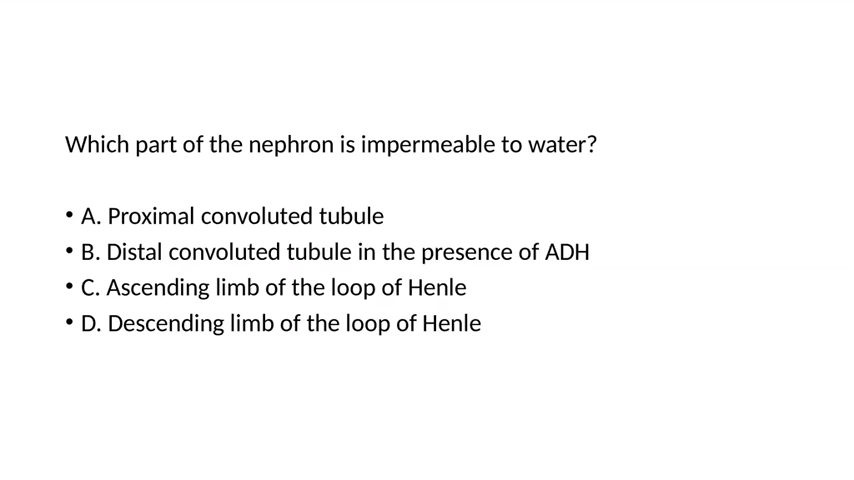 Which part of the nephron is impermeable to water?
• A. Proximal convoluted tubule
• B. Distal convoluted tubule in the presence of ADH
• C. Ascending limb of the loop of Henle
• D. Descending limb of the loop of Henle